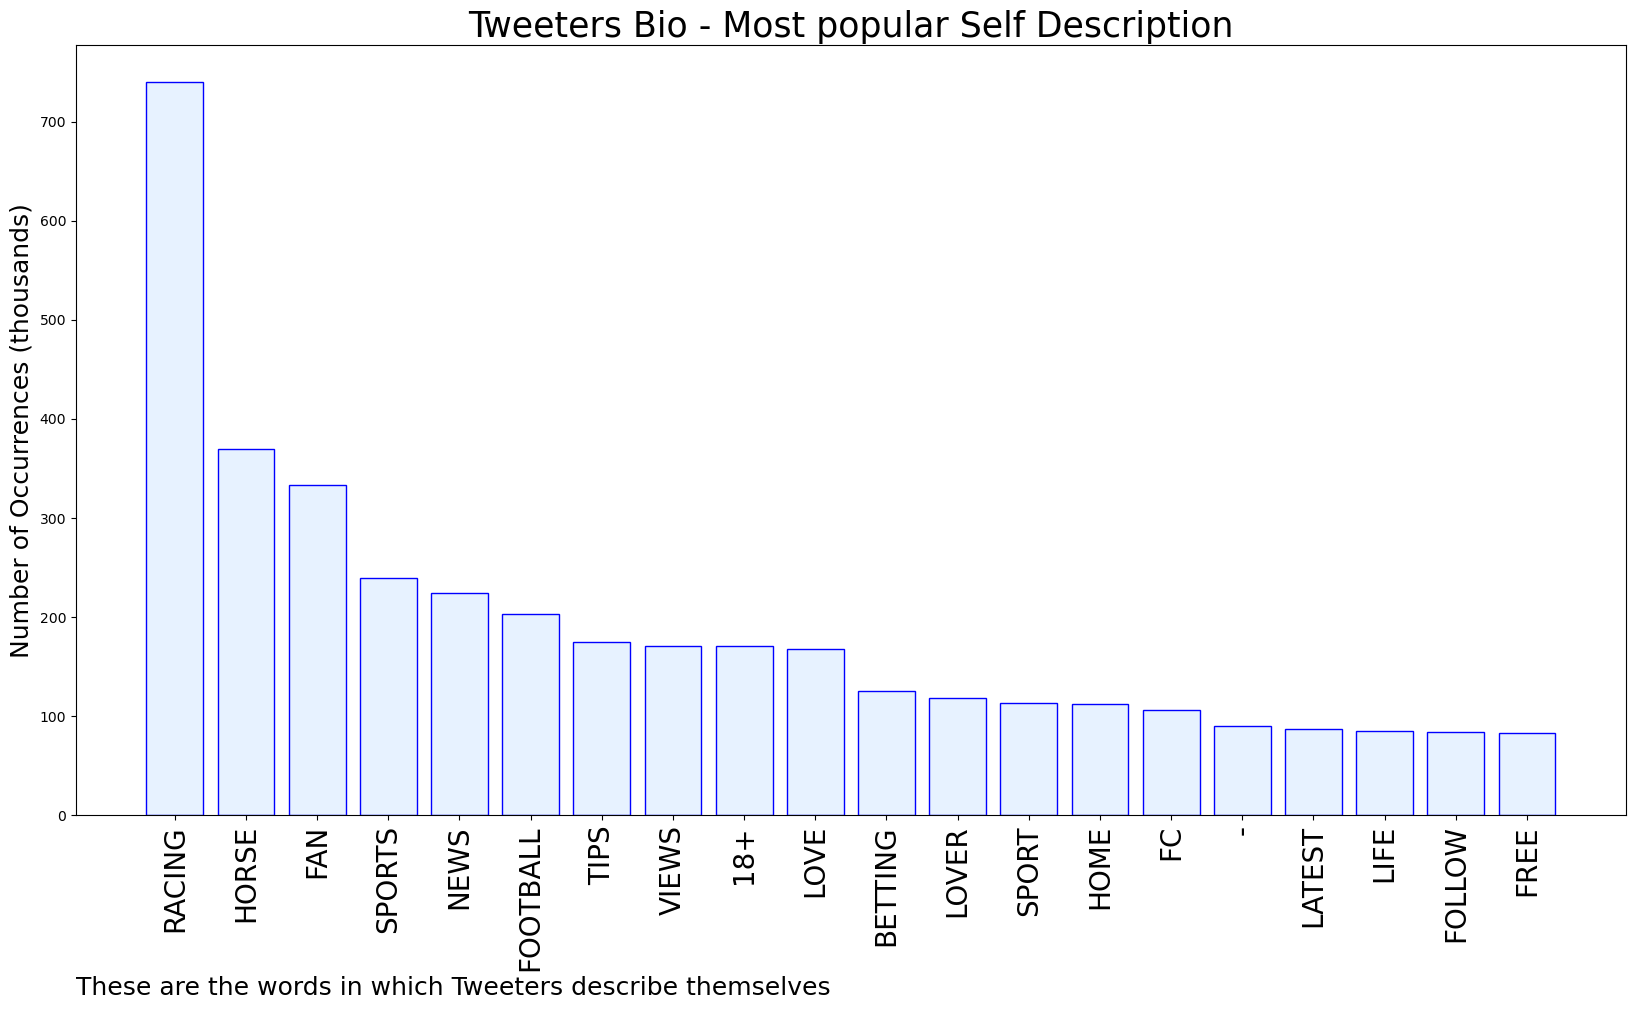 Tweeters Bio - Most popular Self Description
Number of Occurrences (thousands)
700
600
500
400
300
200
100
0
RACING
HORSE
FAN
SPORTS
NEWS
FOOTBALL
TIPS
VIEWS
18+
LOVE
BETTING
LOVER
SPORT
HOME
FC
-
LATEST
LIFE
FOLLOW
FREE
These are the words in which Tweeters describe themselves